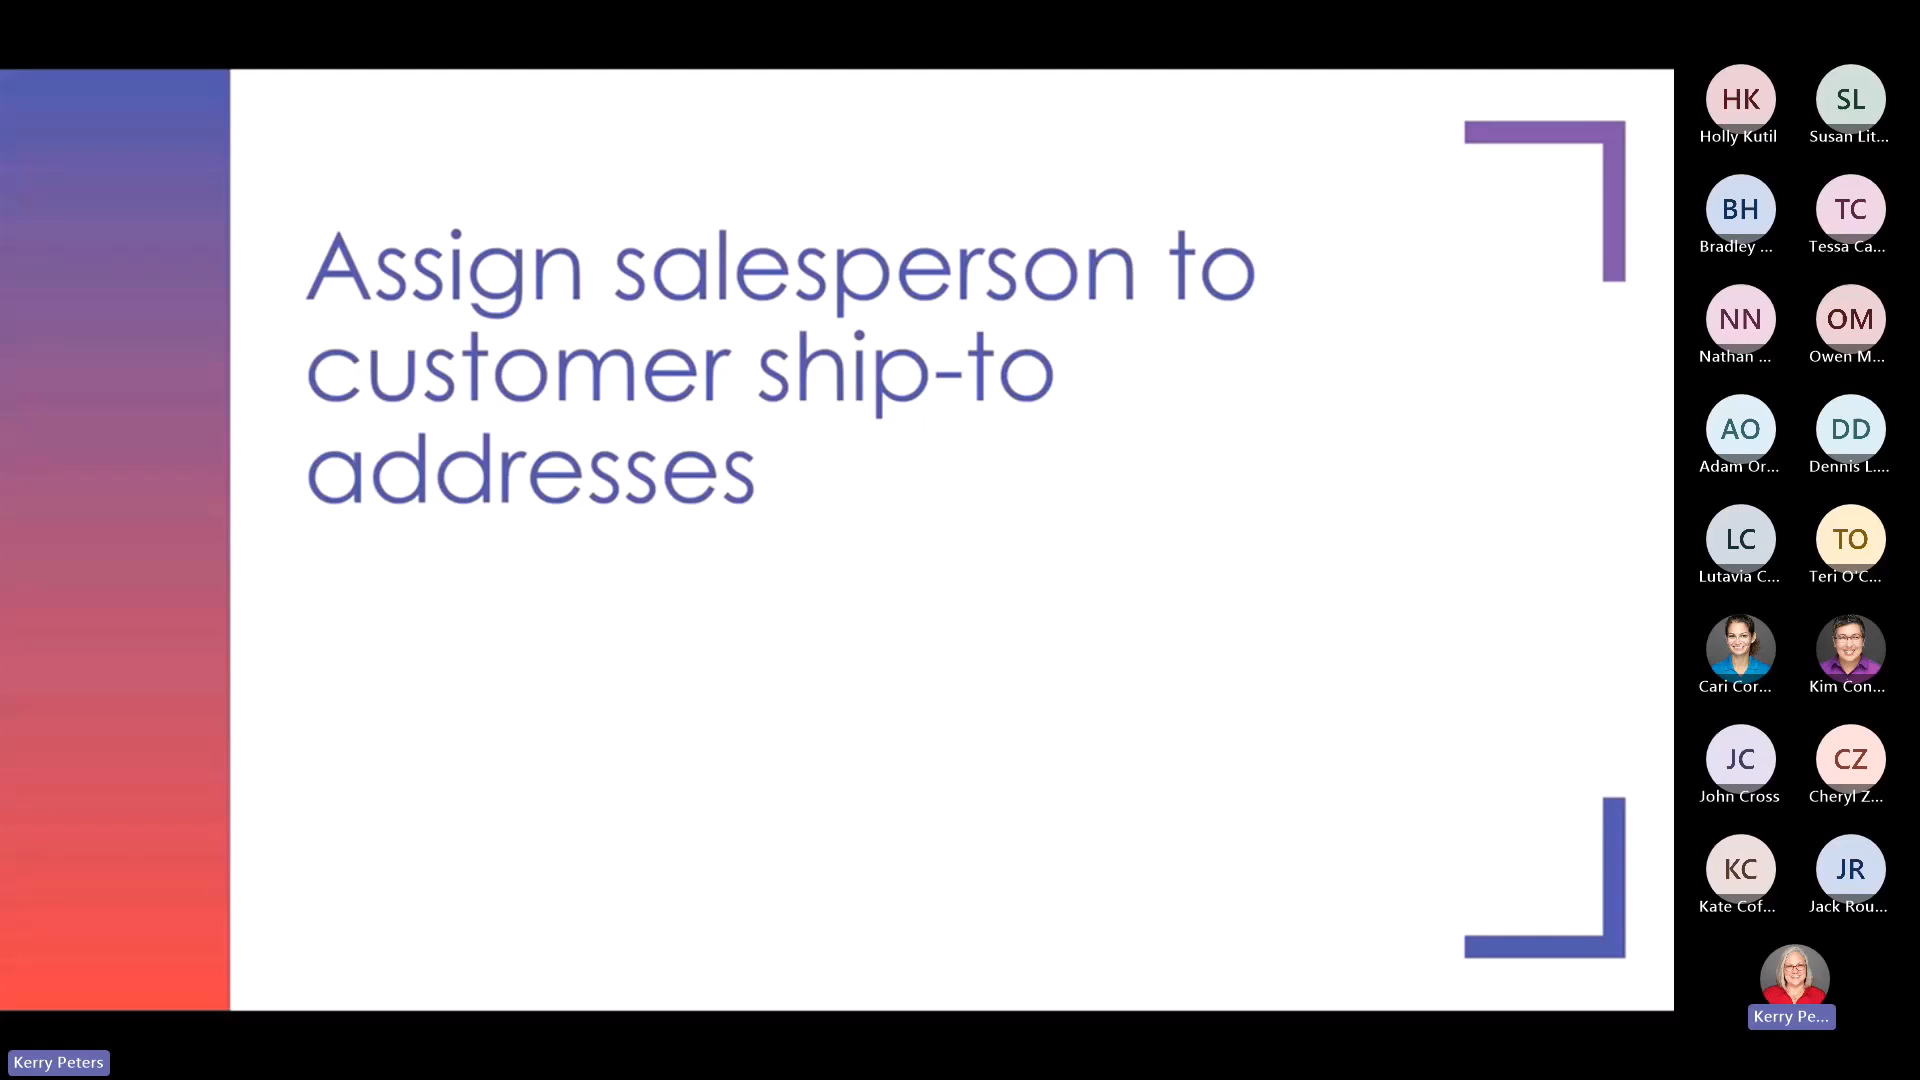 Assign salesperson to
customer ship-to
addresses
HK
Holly Kutil
SL
Susan Lit...
BH
Bradley ...
TC
Tessa Ca...
NN
Nathan ...
OM
Owen M...
AO
Adam Or...
DD
Dennis L....
LC
Lutavia C...
TO
Teri O'C...
Cari Cor...
Kim Con...
JC
John Cross
CZ
Cheryl Z...
KC
Kate Cof...
JR
Jack Rou...
Kerry Pe...
Kerry Peters